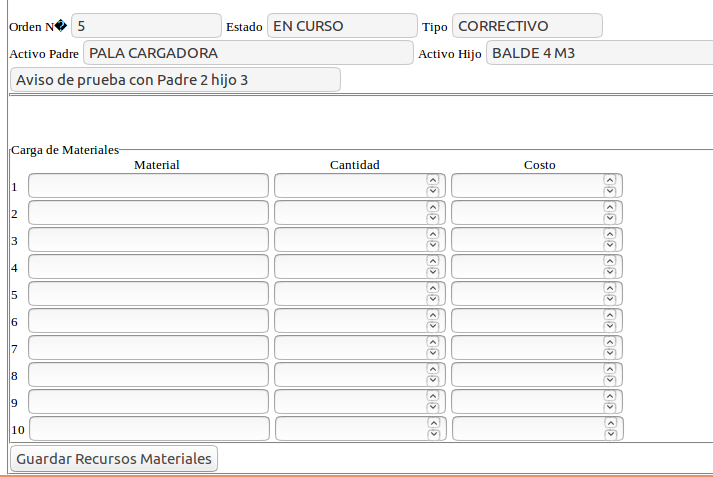 Orden N� 5 Estado EN CURSO Tipo CORRECTIVO
Activo Padre PALA CARGADORA Activo Hijo BALDE 4 M3
Aviso de prueba con Padre 2 hijo 3
Carga de Materiales
Material Cantidad Costo
1
2
3
4
5
6
7
8
9
10
Guardar Recursos Materiales